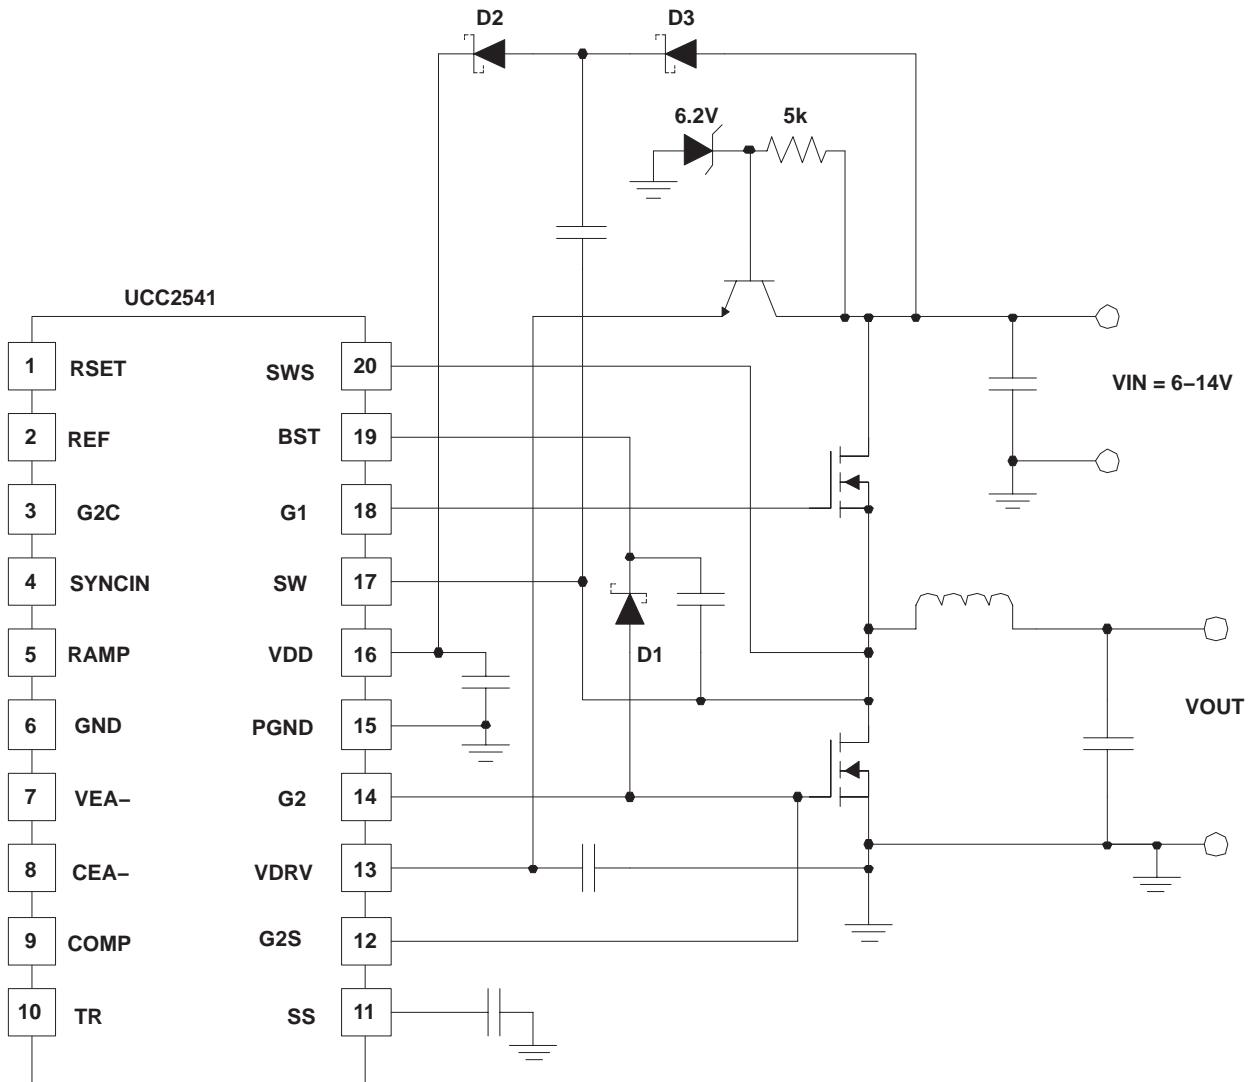 D2
D3
6.2V
5k
UCC2541
1 RSET
SWS 20
VIN = 6–14V
2 REF
BST 19
3 G2C
G1 18
4 SYNCIN
SW 17
5 RAMP
VDD 16
D1
6 GND
PGND 15
VOUT
7 VEA–
G2 14
8 CEA–
VDRV 13
9 COMP
G2S 12
10 TR
SS 11